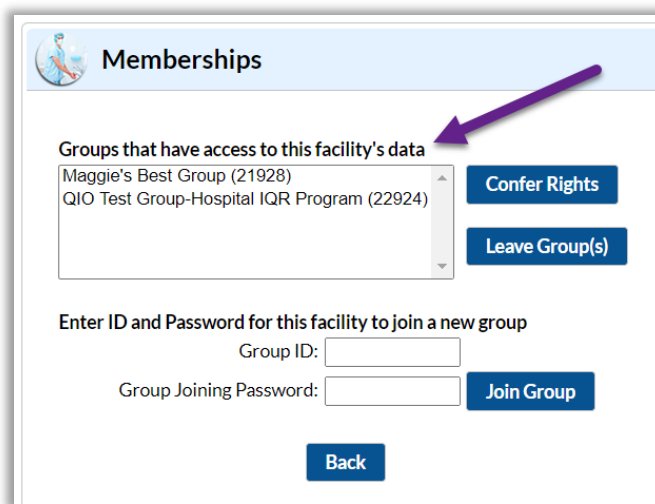 Memberships
Groups that have access to this facility's data
Maggie's Best Group (21928)
QIO Test Group-Hospital IQR Program (22924)
Confer Rights
Leave Group(s)
Enter ID and Password for this facility to join a new group
Group ID:
Group Joining Password:
Join Group
Back